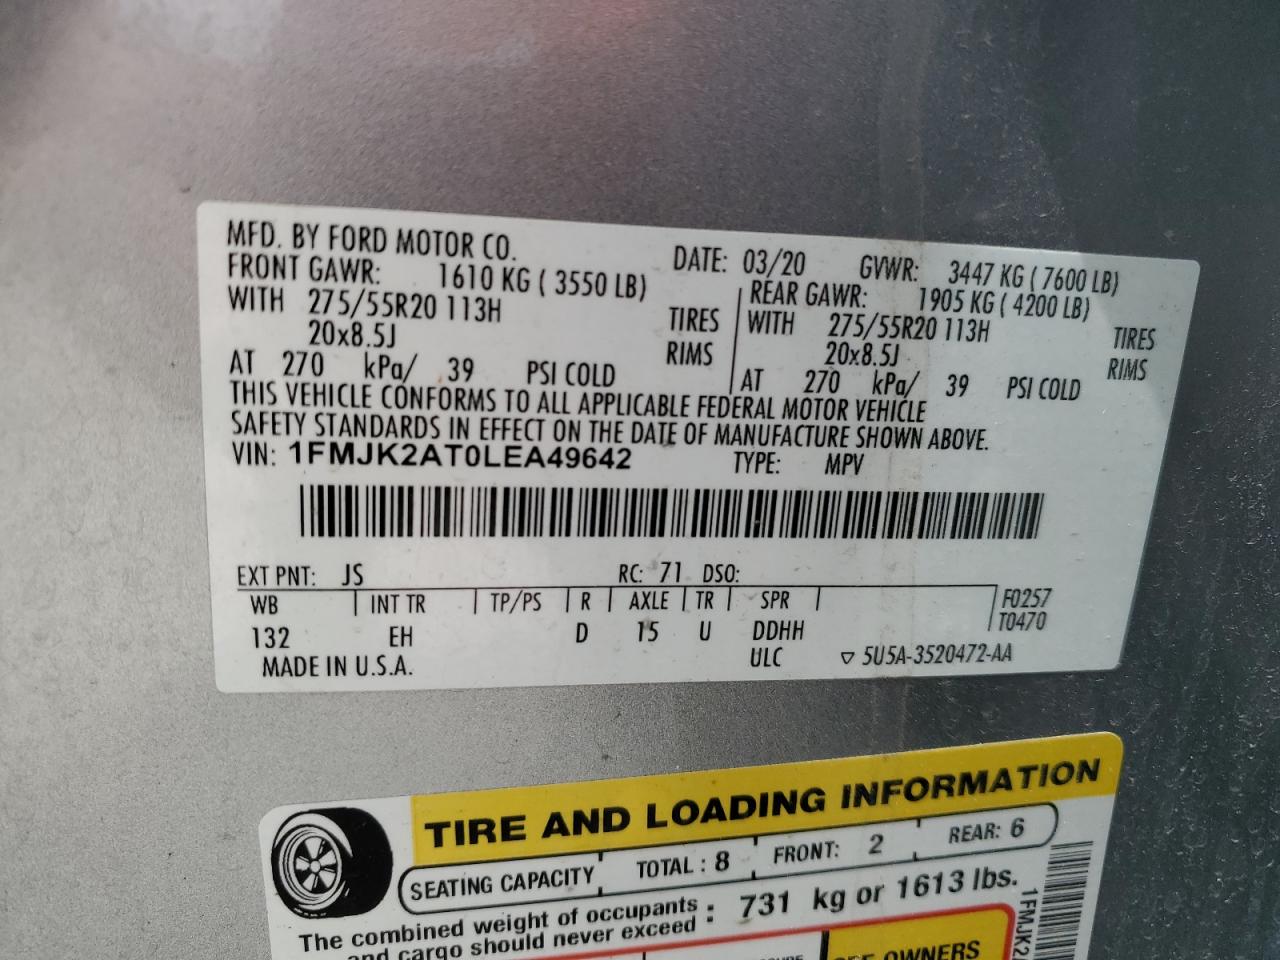 MFD. BY FORD MOTOR CO. DATE: 03/20 GVWR: 3447 KG ( 7600 LB)
FRONT GAWR: 1610 KG ( 3550 LB) REAR GAWR: 1905 KG ( 4200 LB)
WITH 275/55R20 113H TIRES WITH 275/55R20 113H TIRES
20x8.5J RIMS 20x8.5J RIMS
AT 270 kPa/ 39 PSI COLD AT 270 kPa/ 39 PSI COLD
THIS VEHICLE CONFORMS TO ALL APPLICABLE FEDERAL MOTOR VEHICLE
SAFETY STANDARDS IN EFFECT ON THE DATE OF MANUFACTURE SHOWN ABOVE.
VIN: 1FMJK2AT0LEA49642 TYPE: MPV
EXT PNT: JS RC: 71 DSO:
WB INT TR TP/PS R AXLE TR SPR F0257
T0470
132 EH D 15 U DDHH
MADE IN U.S.A. ULC ▽ 5U5A-3520472-AA
TIRE AND LOADING INFORMATION
SEATING CAPACITY TOTAL : 8 FRONT: 2 REAR: 6
The combined weight of occupants : 731 kg or 1613 lbs.
and cargo should never exceed
OWNERS
1FMJK2